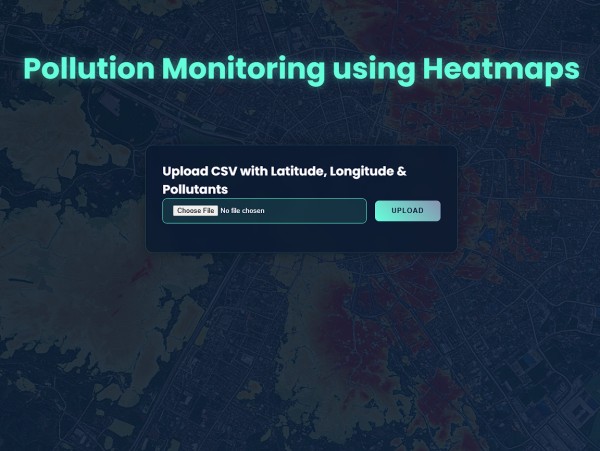 Pollution Monitoring using Heatmaps
Upload CSV with Latitude, Longitude &
Pollutants
Choose File No file chosen
UPLOAD